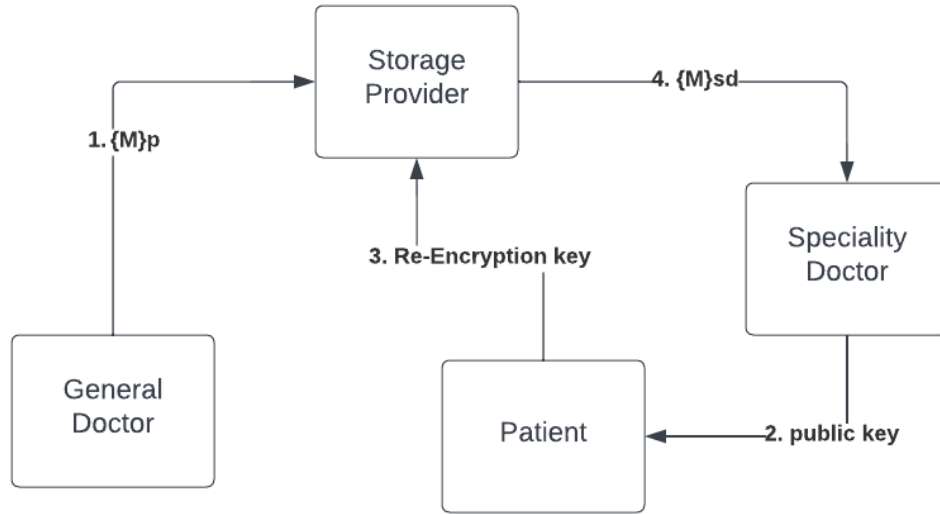 Storage
Provider
4. {M}sd
1. {M}p
Speciality
Doctor
3. Re-Encryption key
General
Doctor
Patient
2. public key